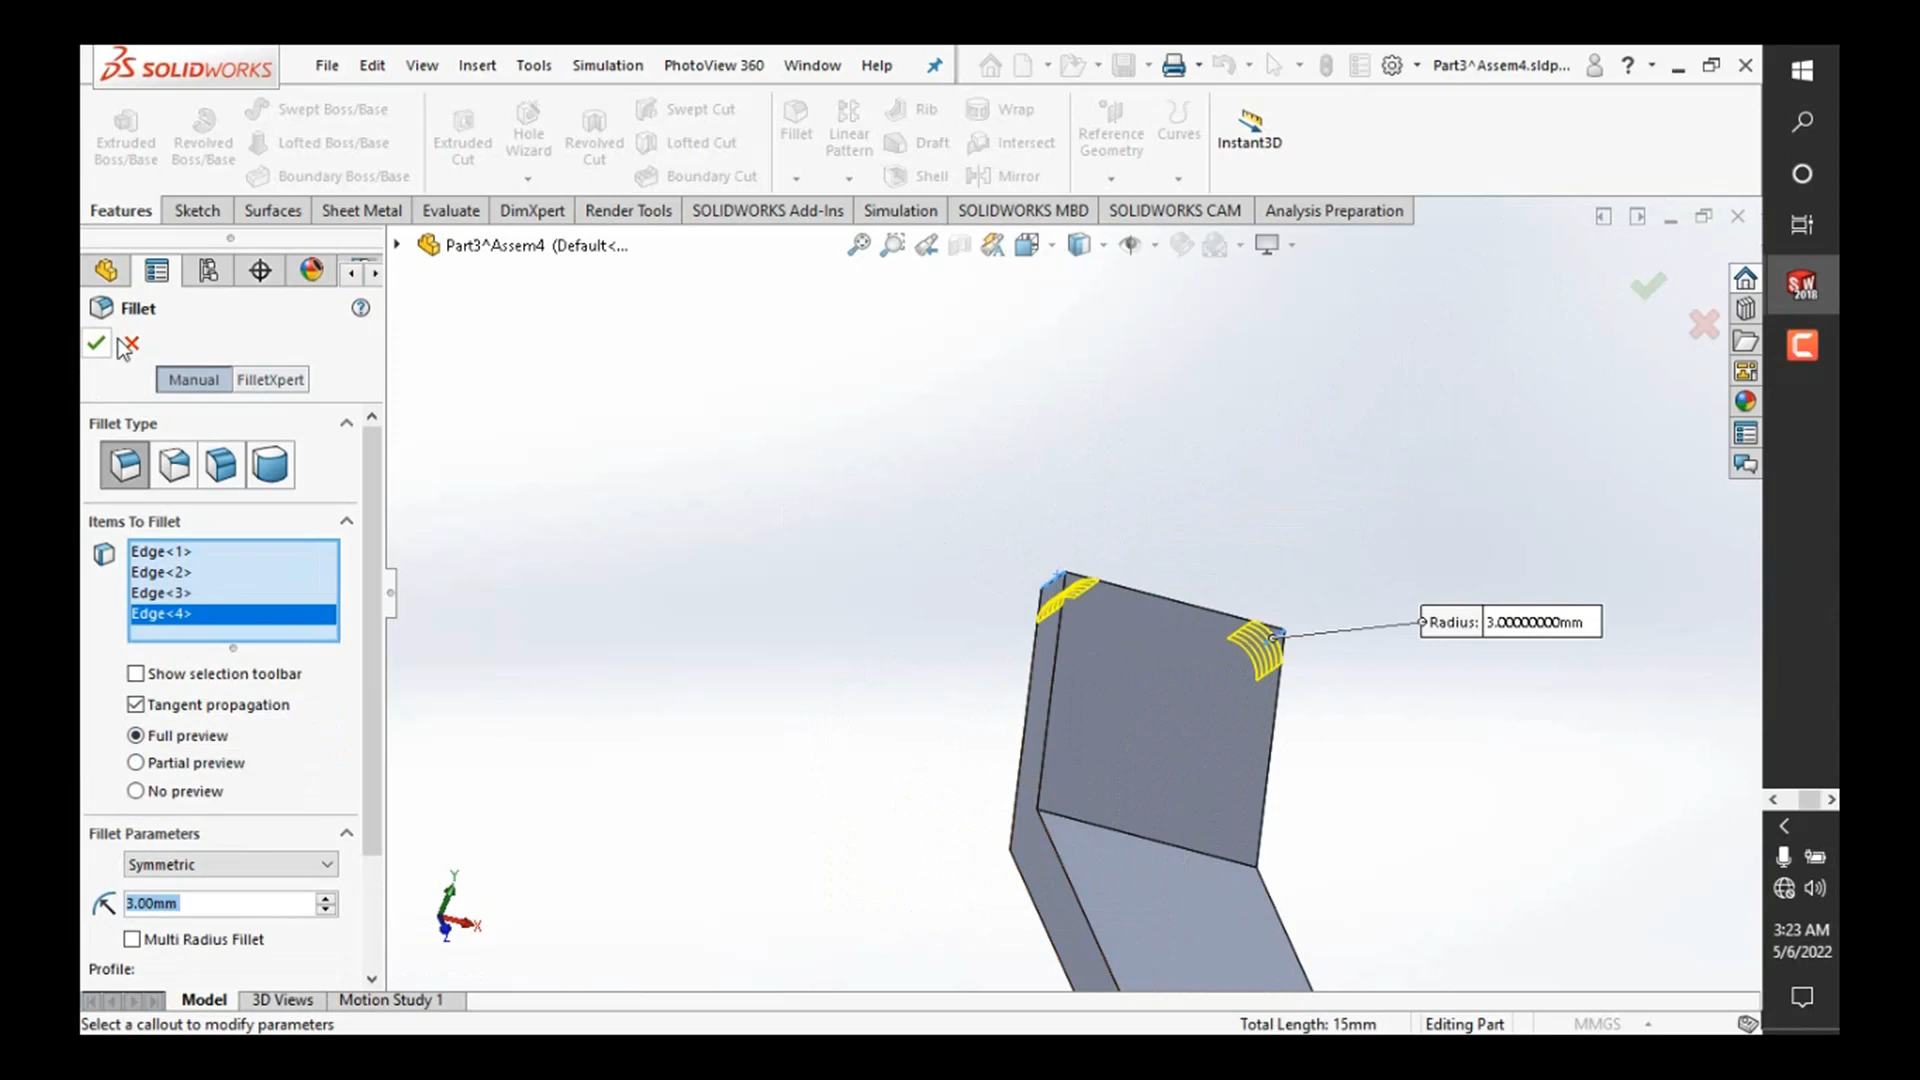 SOLIDWORKS
File Edit View Insert Tools Simulation PhotoView 360 Window Help
Part3^Assem4.sldp...
?
Extruded Boss/Base
Revolved Boss/Base
Swept Boss/Base
Lofted Boss/Base
Boundary Boss/Base
Extruded Cut
Hole Wizard
Revolved Cut
Swept Cut
Lofted Cut
Boundary Cut
Fillet
Linear Pattern
Rib
Draft
Shell
Wrap
Intersect
Mirror
Reference Geometry
Curves
Instant3D
Features Sketch Surfaces Sheet Metal Evaluate DimXpert Render Tools SOLIDWORKS Add-Ins Simulation SOLIDWORKS MBD SOLIDWORKS CAM Analysis Preparation
Part3^Assem4 (Default<...
SW 2018
Fillet
?
Manual FilletXpert
Fillet Type
Items To Fillet
Edge<1>
Edge<2>
Edge<3>
Edge<4>
Show selection toolbar
Tangent propagation
Full preview
Partial preview
No preview
Fillet Parameters
Symmetric
3.00mm
Multi Radius Fillet
Profile:
Radius: 3.00000000mm
Y
X
Z
Model 3D Views Motion Study 1
Select a callout to modify parameters
Total Length: 15mm
Editing Part
MMGS
3:23 AM
5/6/2022